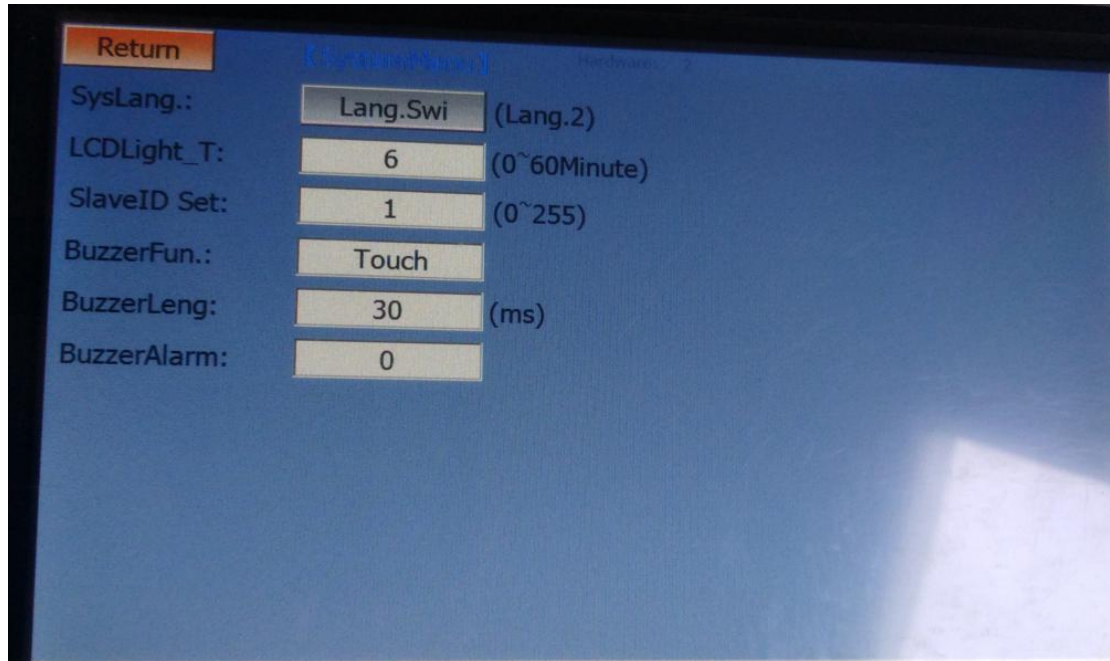 Return
SysLang.: Lang.Swi (Lang.2)
LCDLight_T: 6 (0~60Minute)
SlaveID Set: 1 (0~255)
BuzzerFun.: Touch
BuzzerLeng: 30 (ms)
BuzzerAlarm: 0